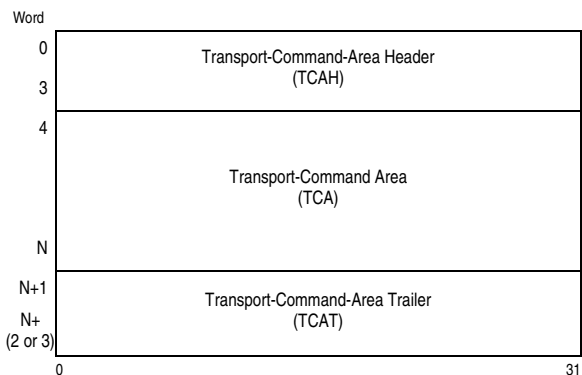 Word
0
Transport-Command-Area Header
(TCAH)
3
4
Transport-Command Area
(TCA)
N
N+1
Transport-Command-Area Trailer
(TCAT)
N+
(2 or 3)
0 31